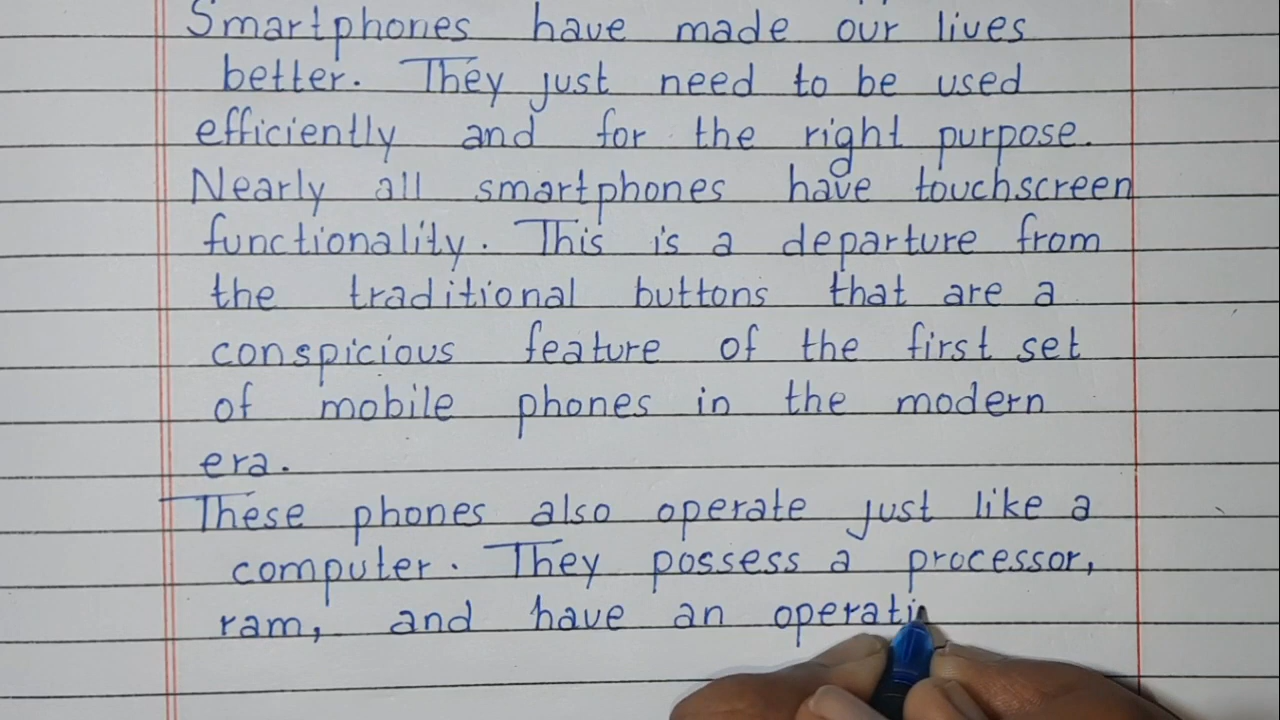 Smartphones have made our lives
better. They just need to be used
efficiently and for the right purpose.
Nearly all smartphones have touchscreen
functionality. This is a departure from
the traditional buttons that are a
conspicious feature of the first set
of mobile phones in the modern
era.
These phones also operate just like a
computer. They possess a processor,
ram, and have an operati